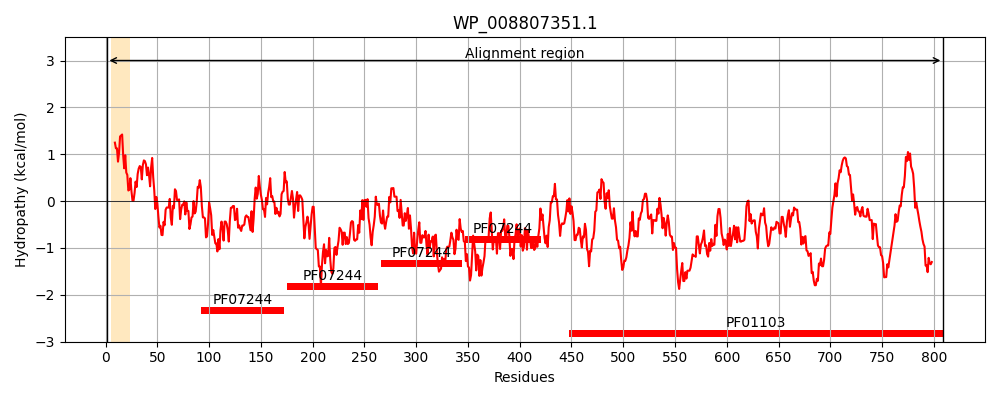 WP_008807351.1
Alignment region
3
2
1
0
−1
−2
−3
Hydropathy (kcal/mol)
PF07244
PF07244
PF07244
PF07244
PF01103
0 50 100 150 200 250 300 350 400 450 500 550 600 650 700 750 800
Residues